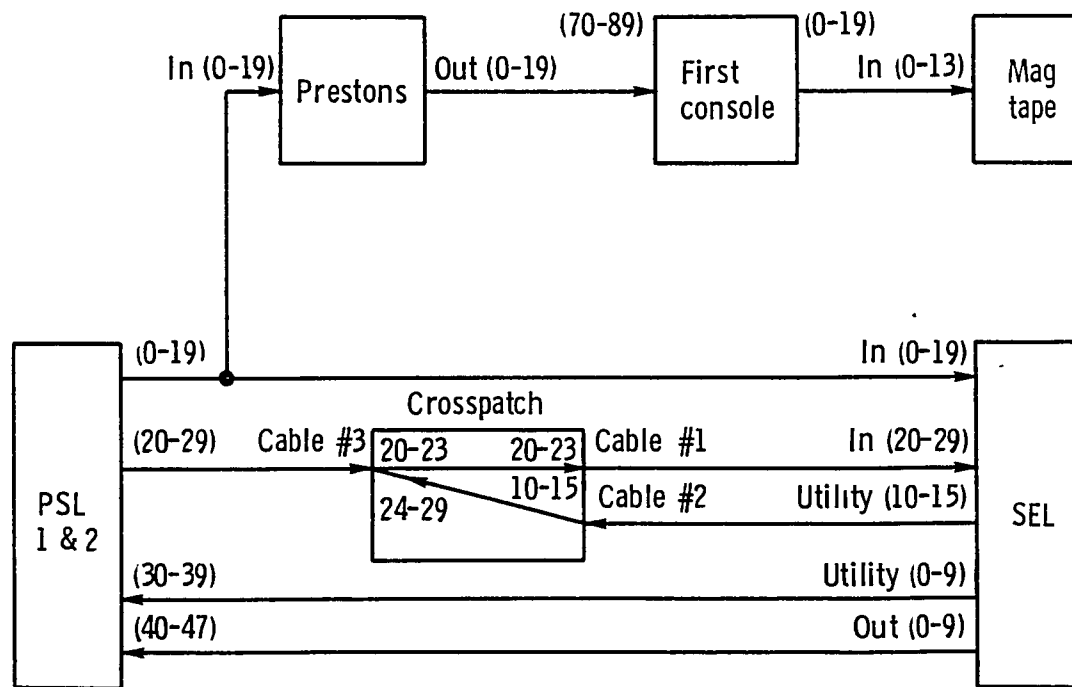 (70-89)
(0-19)
In (0-19)
Out (0-19)
In (0-13)
Prestons
First
console
Mag
tape
(0-19)
In (0-19)
Crosspatch
(20-29)
Cable #3
20-23
20-23
Cable #1
In (20-29)
24-29
10-15
Cable #2
Utility (10-15)
PSL
1 & 2
SEL
(30-39)
Utility (0-9)
(40-47)
Out (0-9)